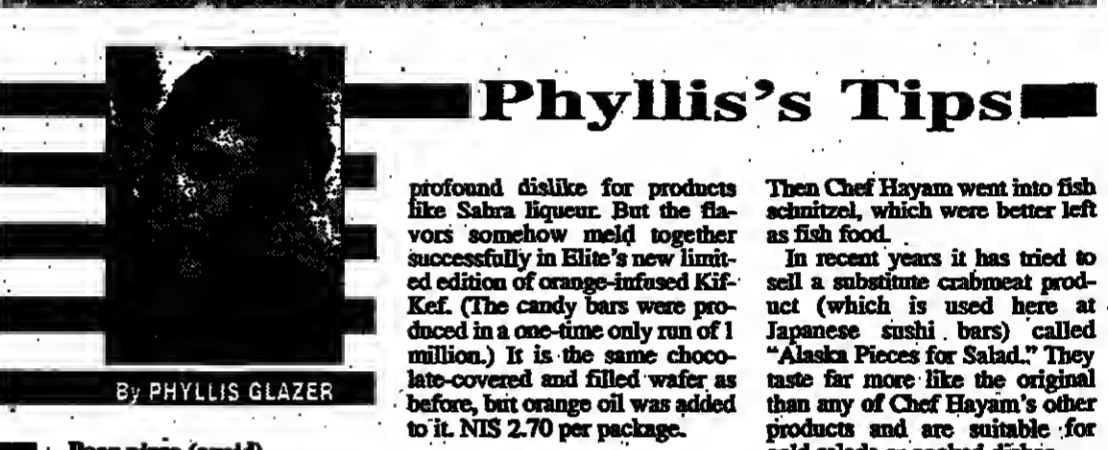 Phyllis's Tips
By PHYLLIS GLAZER
profound dislike for products
like Sabra liqueur. But the fla-
vors somehow meld together
successfully in Elite's new limit-
ed edition of orange-infused Kif-
Kef. (The candy bars were pro-
duced in a one-time only run of 1
million.) It is the same choco-
late-covered and filled wafer as
before, but orange oil was added
to it. NIS 2.70 per package.
Then Chef Hayam went into fish
schnitzel, which were better left
as fish food.
In recent years it has tried to
sell a substitute crabmeat prod-
uct (which is used here at
Japanese sushi bars) called
"Alaska Pieces for Salad." They
taste far more like the original
than any of Chef Hayam's other
products and are suitable for